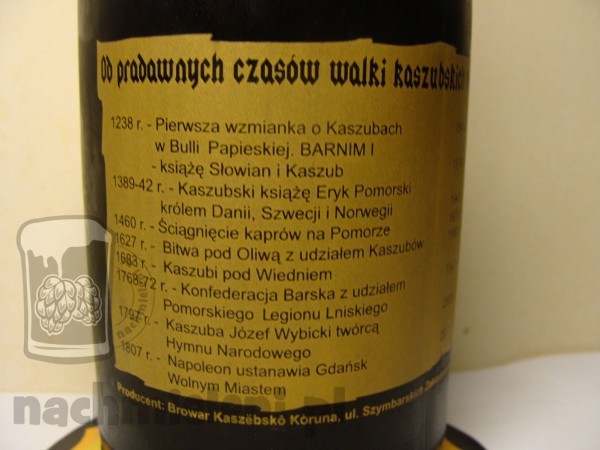 Od pradawnych czasów walki kaszubskich
1238 r. - Pierwsza wzmianka o Kaszubach
w Bulli Papieskiej. BARNIM I
- książę Słowian i Kaszub
1389-42 r. - Kaszubski książę Eryk Pomorski
królem Danii, Szwecji i Norwegii
1460 r. - Ściągnięcie kaprów na Pomorze
1627 r. - Bitwa pod Oliwą z udziałem Kaszubów
1683 r. - Kaszubi pod Wiedniem
1768-72 r. - Konfederacja Barska z udziałem
Pomorskiego Legionu Lniskiego
1797 r. - Kaszuba Józef Wybicki twórcą
Hymnu Narodowego
1807 r. - Napoleon ustanawia Gdańsk
Wolnym Miastem
Producent: Browar Kaszëbskô Kòruna, ul. Szymbarskich
nachmieleni.pl